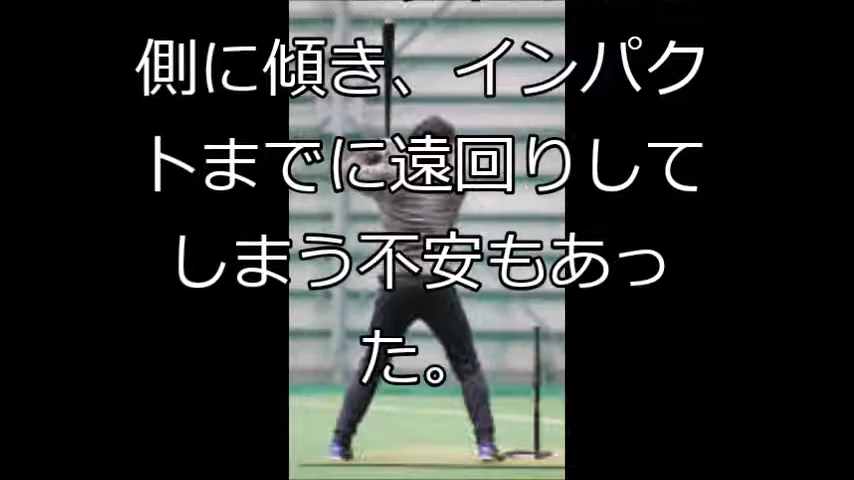 側に傾き、インパク
トまでに遠回りして
しまう不安もあっ
た。